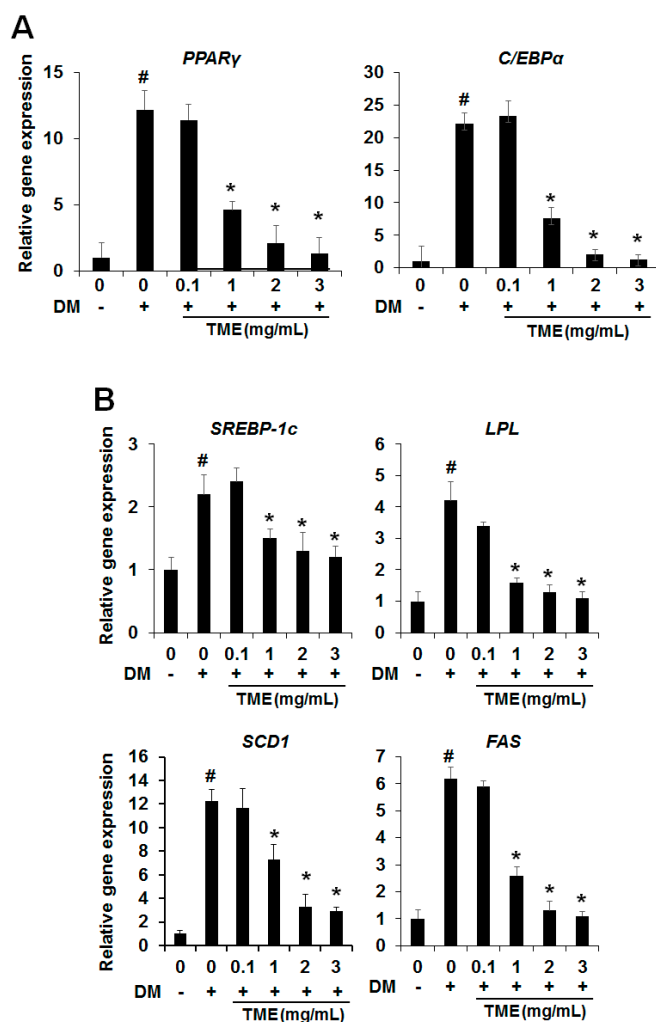 A
PPARγ
C/EBPα
Relative gene expression
15
10
5
0
#
*
*
*
30
25
20
15
10
5
0
#
*
*
*
0 0 0.1 1 2 3
DM - + + + + +
TME(mg/mL)
0 0 0.1 1 2 3
DM - + + + + +
TME(mg/mL)
B
SREBP-1c
LPL
Relative gene expression
3
2
1
0
#
*
*
*
6
5
4
3
2
1
0
#
*
*
*
0 0 0.1 1 2 3
DM - + + + + +
TME(mg/mL)
0 0 0.1 1 2 3
DM - + + + + +
TME(mg/mL)
SCD1
FAS
Relative gene expression
16
14
12
10
8
6
4
2
0
#
*
*
*
7
6
5
4
3
2
1
0
#
*
*
*
0 0 0.1 1 2 3
DM - + + + + +
TME(mg/mL)
0 0 0.1 1 2 3
DM - + + + + +
TME(mg/mL)